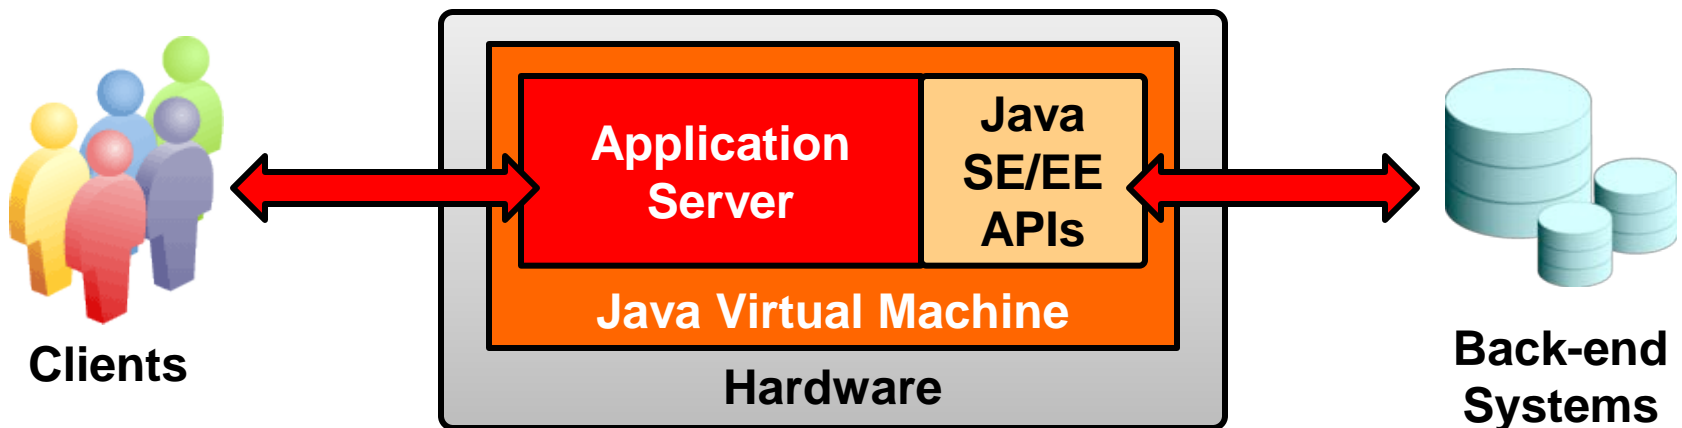 Clients
Application
Server
Java
SE/EE
APIs
Java Virtual Machine
Hardware
Back-end
Systems